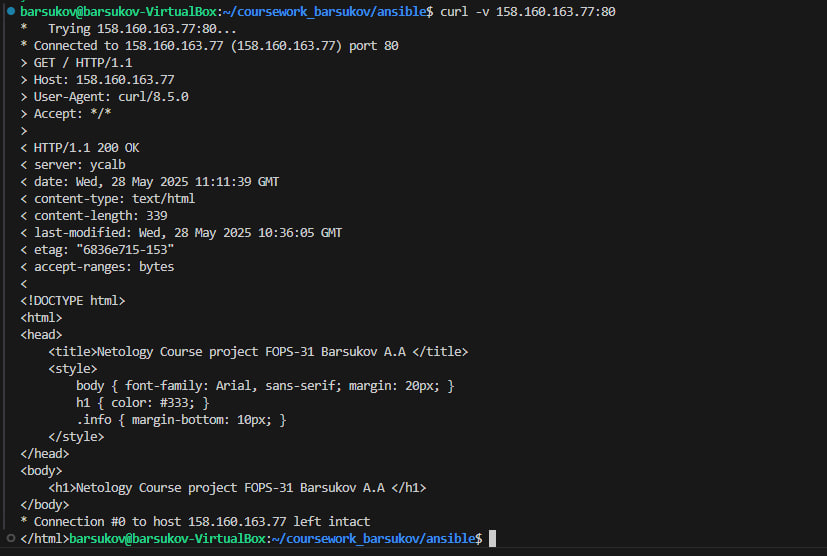 barsukov@barsukov-VirtualBox:~/coursework_barsukov/ansible$ curl -v 158.160.163.77:80
*   Trying 158.160.163.77:80...
* Connected to 158.160.163.77 (158.160.163.77) port 80
> GET / HTTP/1.1
> Host: 158.160.163.77
> User-Agent: curl/8.5.0
> Accept: */*
>
< HTTP/1.1 200 OK
< server: ycalb
< date: Wed, 28 May 2025 11:11:39 GMT
< content-type: text/html
< content-length: 339
< last-modified: Wed, 28 May 2025 10:36:05 GMT
< etag: "6836e715-153"
< accept-ranges: bytes
<
<!DOCTYPE html>
<html>
<head>
    <title>Netology Course project FOPS-31 Barsukov A.A </title>
    <style>
        body { font-family: Arial, sans-serif; margin: 20px; }
        h1 { color: #333; }
        .info { margin-bottom: 10px; }
    </style>
</head>
<body>
    <h1>Netology Course project FOPS-31 Barsukov A.A </h1>
</body>
* Connection #0 to host 158.160.163.77 left intact
</html>barsukov@barsukov-VirtualBox:~/coursework_barsukov/ansible$